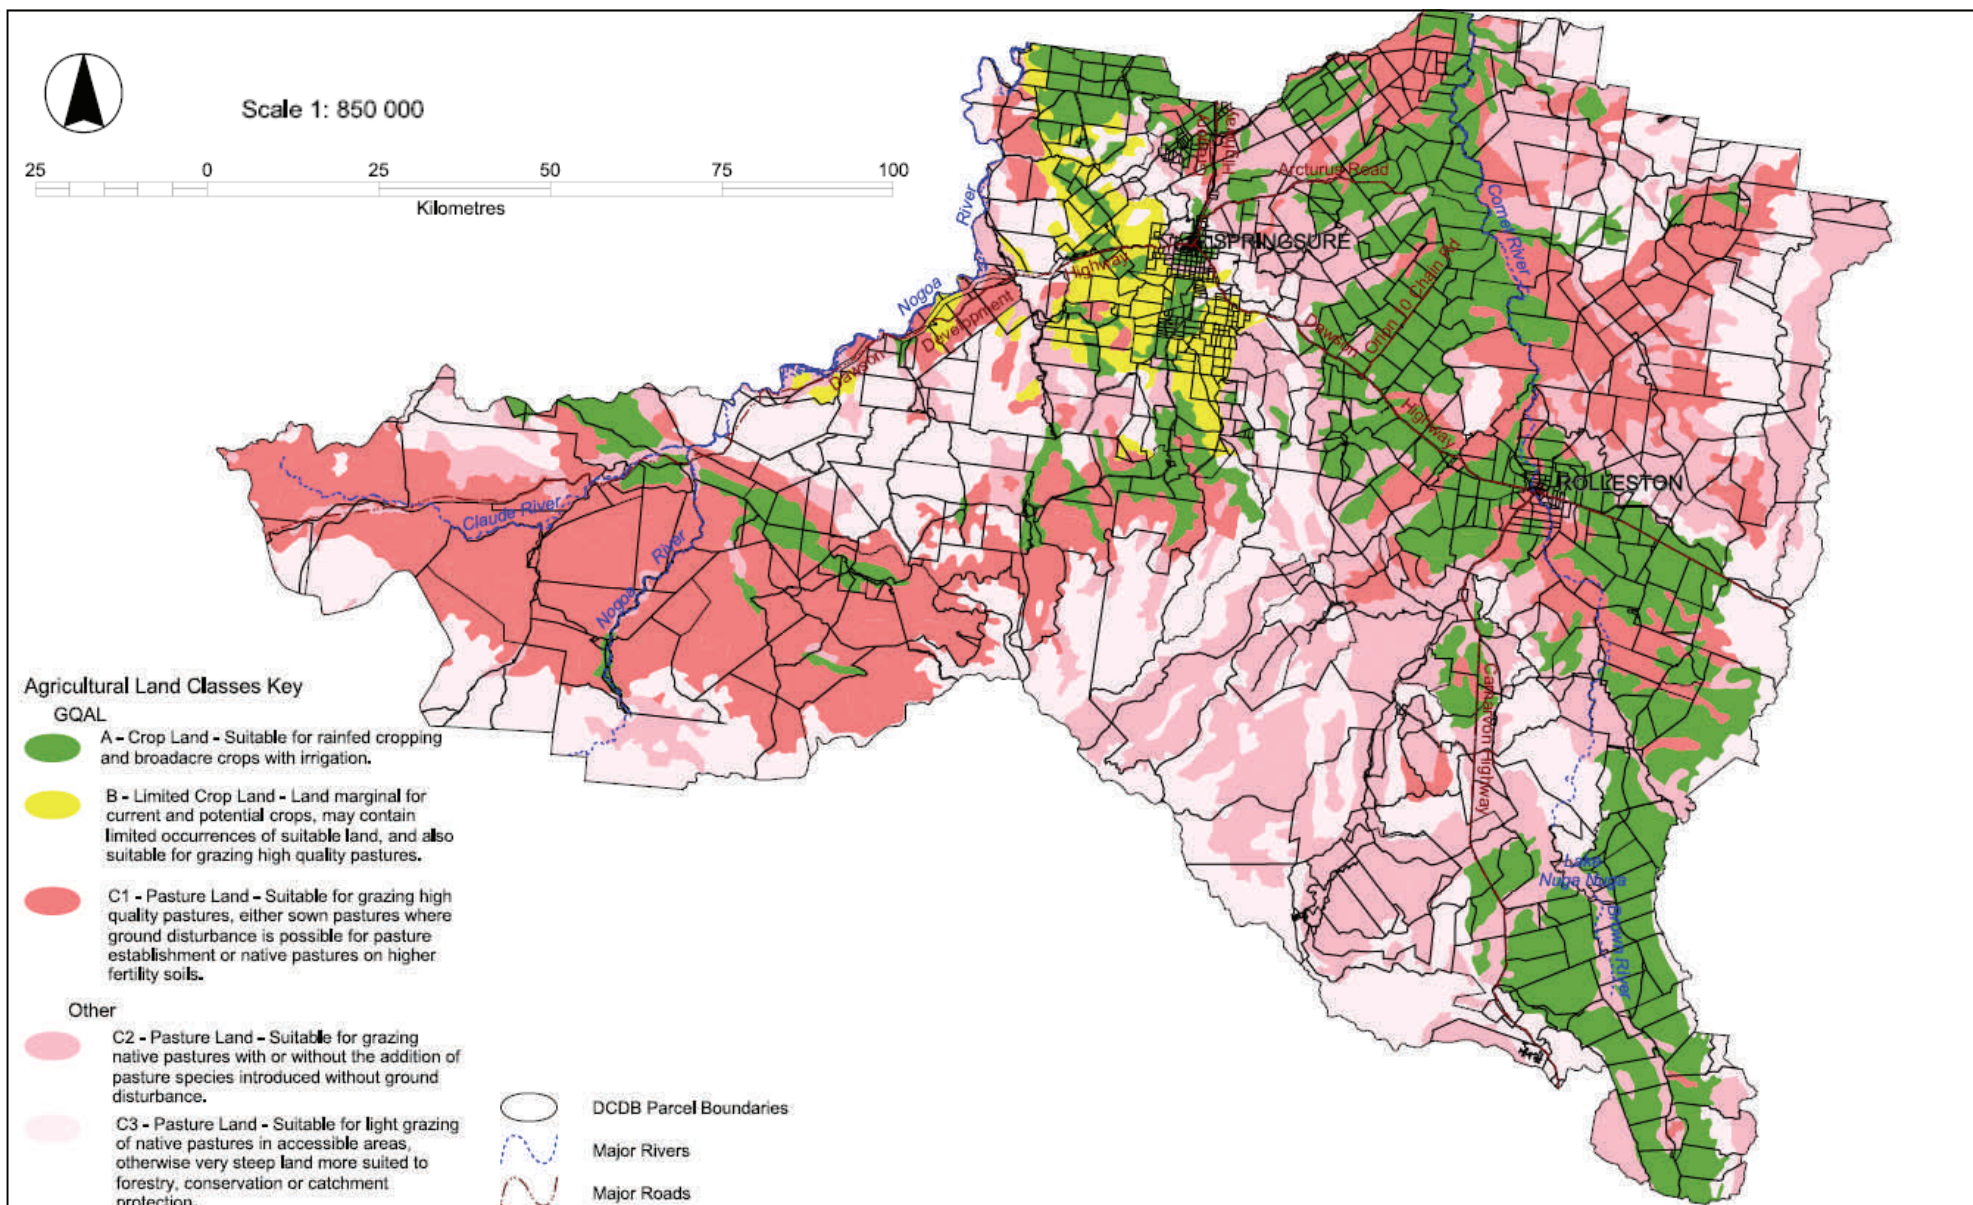 Scale 1: 850 000
25 0 25 50 75 100
Kilometres
Gregory
Highway
Arcturus Road
River
Comet River
SPRINGSURE
Highway
Nogoa
Development
Dawson
Dawson
Orion 10 Chain Rd
Highway
ROLLESTON
Claude River
River
Nogoa
Carnarvon Highway
Lake
Nuga Nuga
Brown River
Agricultural Land Classes Key
GQAL
A - Crop Land - Suitable for rainfed cropping
and broadacre crops with irrigation.
B - Limited Crop Land - Land marginal for
current and potential crops, may contain
limited occurrences of suitable land, and also
suitable for grazing high quality pastures.
C1 - Pasture Land - Suitable for grazing high
quality pastures, either sown pastures where
ground disturbance is possible for pasture
establishment or native pastures on higher
fertility soils.
Other
C2 - Pasture Land - Suitable for grazing
native pastures with or without the addition of
pasture species introduced without ground
disturbance.
C3 - Pasture Land - Suitable for light grazing
of native pastures in accessible areas,
otherwise very steep land more suited to
forestry, conservation or catchment
protection.
DCDB Parcel Boundaries
Major Rivers
Major Roads